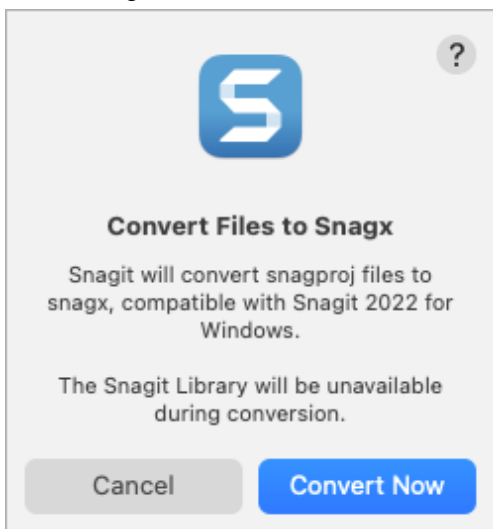 ?
Convert Files to Snagx
Snagit will convert snagproj files to
snagx, compatible with Snagit 2022 for
Windows.
The Snagit Library will be unavailable
during conversion.
Cancel
Convert Now